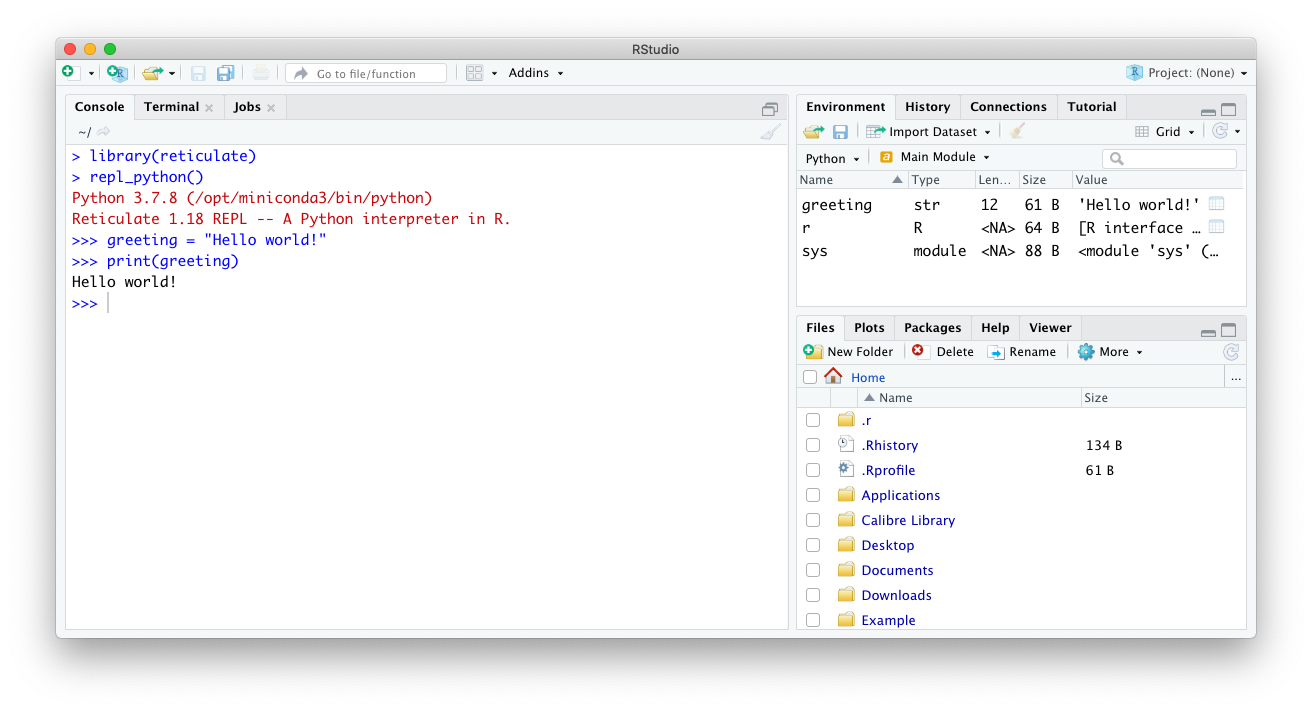 RStudio
Go to file/function
Addins
Project: (None)
Console Terminal Jobs
~/
> library(reticulate)
> repl_python()
Python 3.7.8 (/opt/miniconda3/bin/python)
Reticulate 1.18 REPL -- A Python interpreter in R.
>>> greeting = "Hello world!"
>>> print(greeting)
Hello world!
>>>
Environment History Connections Tutorial
Import Dataset Grid
Python Main Module
Name Type Len... Size Value
greeting str 12 61 B 'Hello world!'
r R <NA> 64 B [R interface …
sys module <NA> 88 B <module 'sys' (…
Files Plots Packages Help Viewer
New Folder Delete Rename More
Home ...
Name Size
.r
.Rhistory 134 B
.Rprofile 61 B
Applications
Calibre Library
Desktop
Documents
Downloads
Example